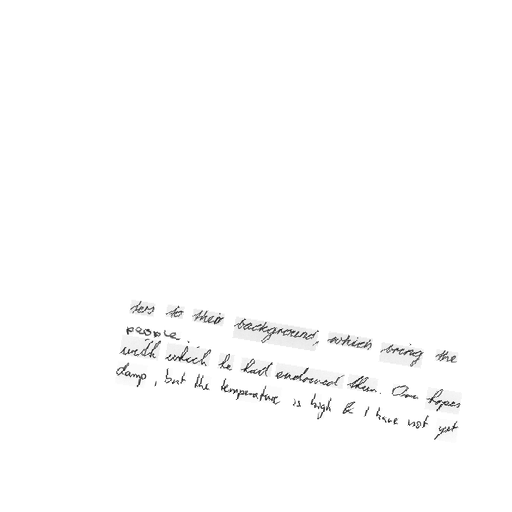 ters to their background, which bring the
people.
with which he had endowed them. One hopes
damp, but the temperature is high & I have not yet